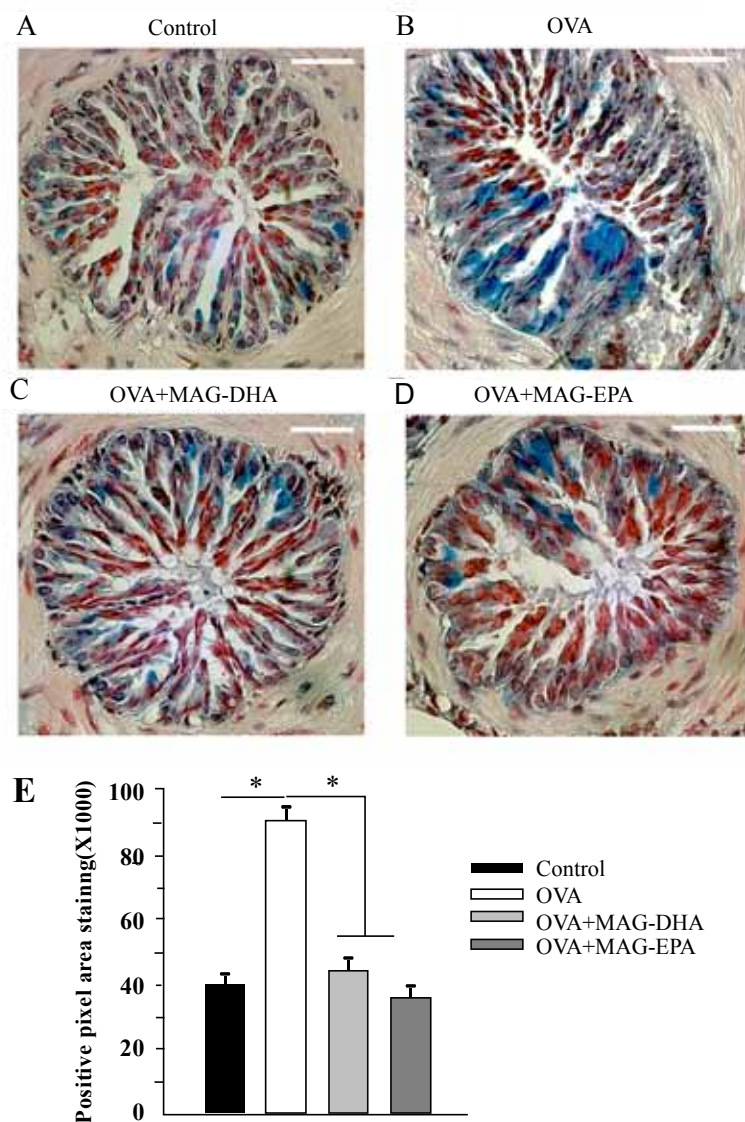 A
Control
B
OVA
C
OVA+MAG-DHA
D
OVA+MAG-EPA
E
Positive pixel area stainng(X1000)
100
80
60
40
20
0
*
*
Control
OVA
OVA+MAG-DHA
OVA+MAG-EPA